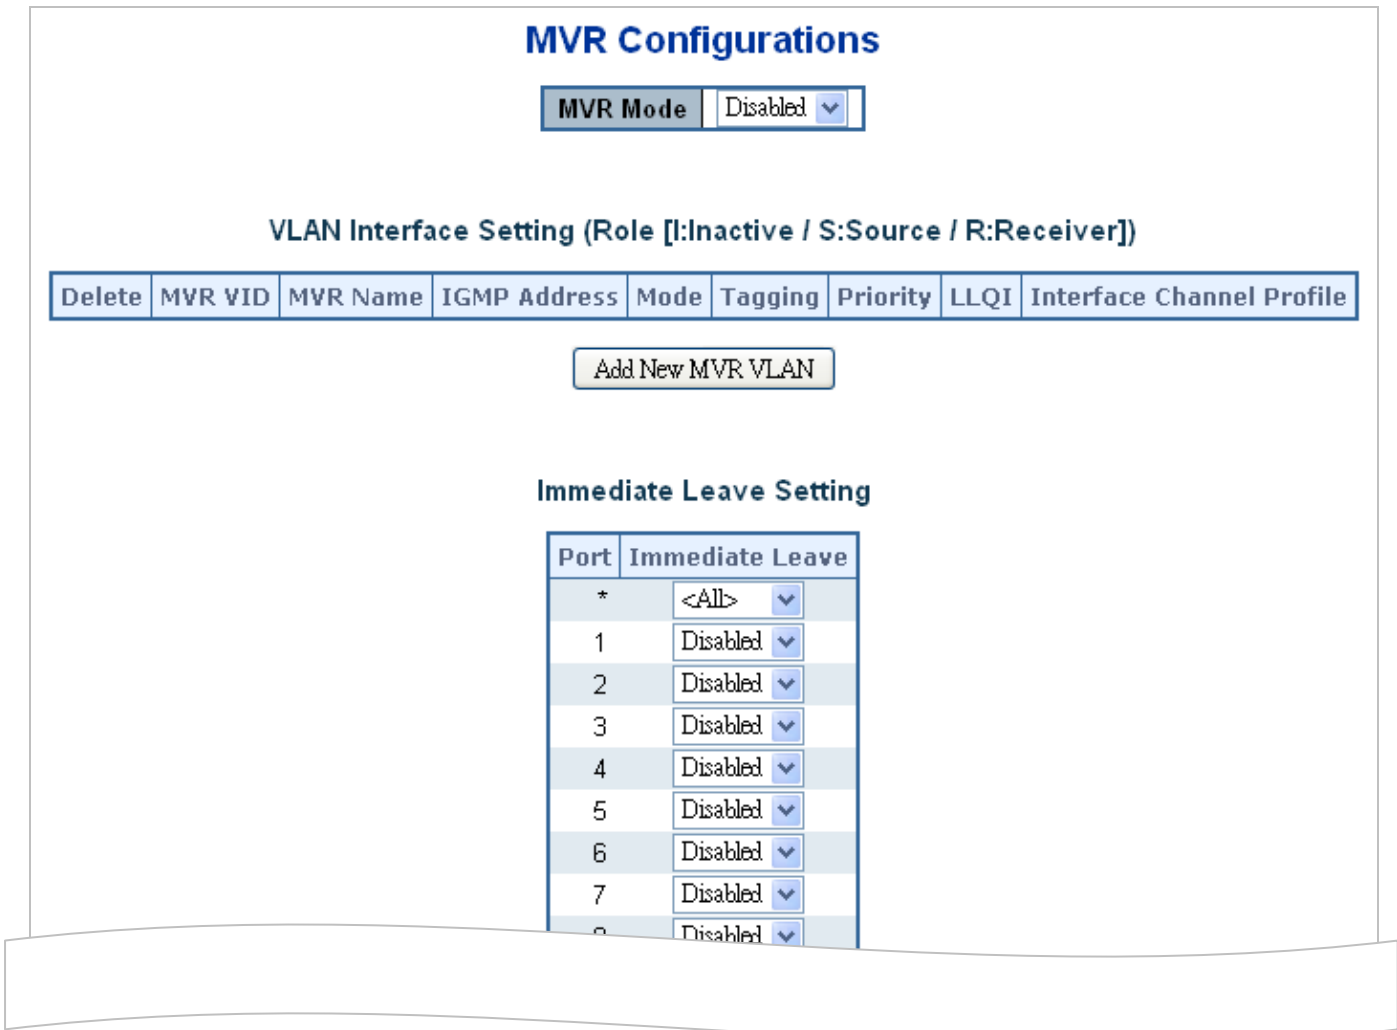 MVR Configurations
MVR Mode Disabled
VLAN Interface Setting (Role [I:Inactive / S:Source / R:Receiver])
Delete MVR VID MVR Name IGMP Address Mode Tagging Priority LLQI Interface Channel Profile
Add New MVR VLAN
Immediate Leave Setting
Port Immediate Leave
* <All>
1 Disabled
2 Disabled
3 Disabled
4 Disabled
5 Disabled
6 Disabled
7 Disabled
Disabled